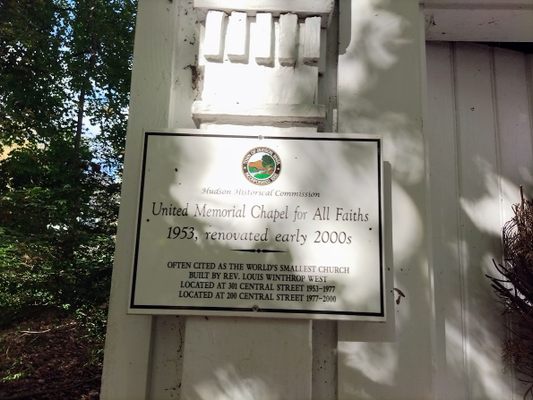 Hudson Historical Commission
United Memorial Chapel for All Faiths
1953, renovated early 2000s
OFTEN CITED AS THE WORLD'S SMALLEST CHURCH
BUILT BY REV. LOUIS WINTHROP WEST
LOCATED AT 301 CENTRAL STREET 1953-1977
LOCATED AT 200 CENTRAL STREET 1977-2000